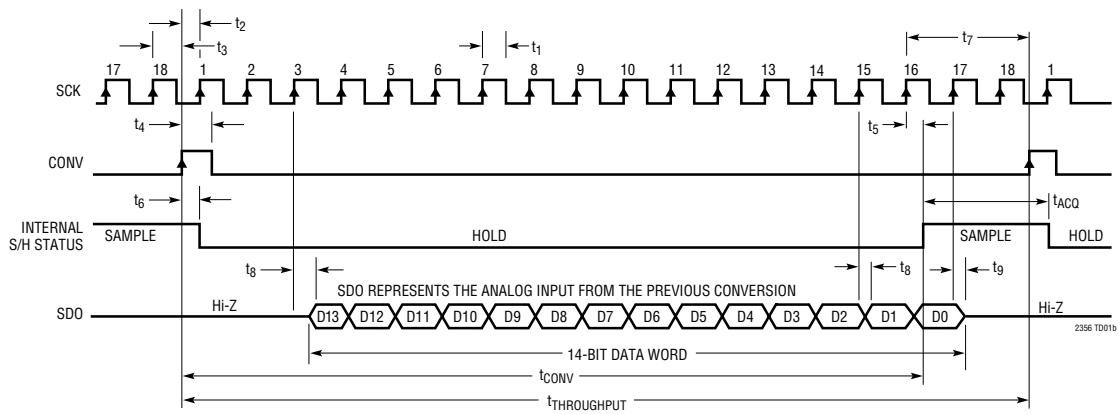 t2
t3
t1
t7
17 18 1 2 3 4 5 6 7 8 9 10 11 12 13 14 15 16 17 18 1
SCK
t4
t5
CONV
t6
tACQ
INTERNAL
S/H STATUS
SAMPLE
HOLD
SAMPLE
HOLD
t8
t8
t9
SDO REPRESENTS THE ANALOG INPUT FROM THE PREVIOUS CONVERSION
SDO
Hi-Z
D13 D12 D11 D10 D9 D8 D7 D6 D5 D4 D3 D2 D1 D0
Hi-Z
2356 TD01b
14-BIT DATA WORD
tCONV
tTHROUGHPUT